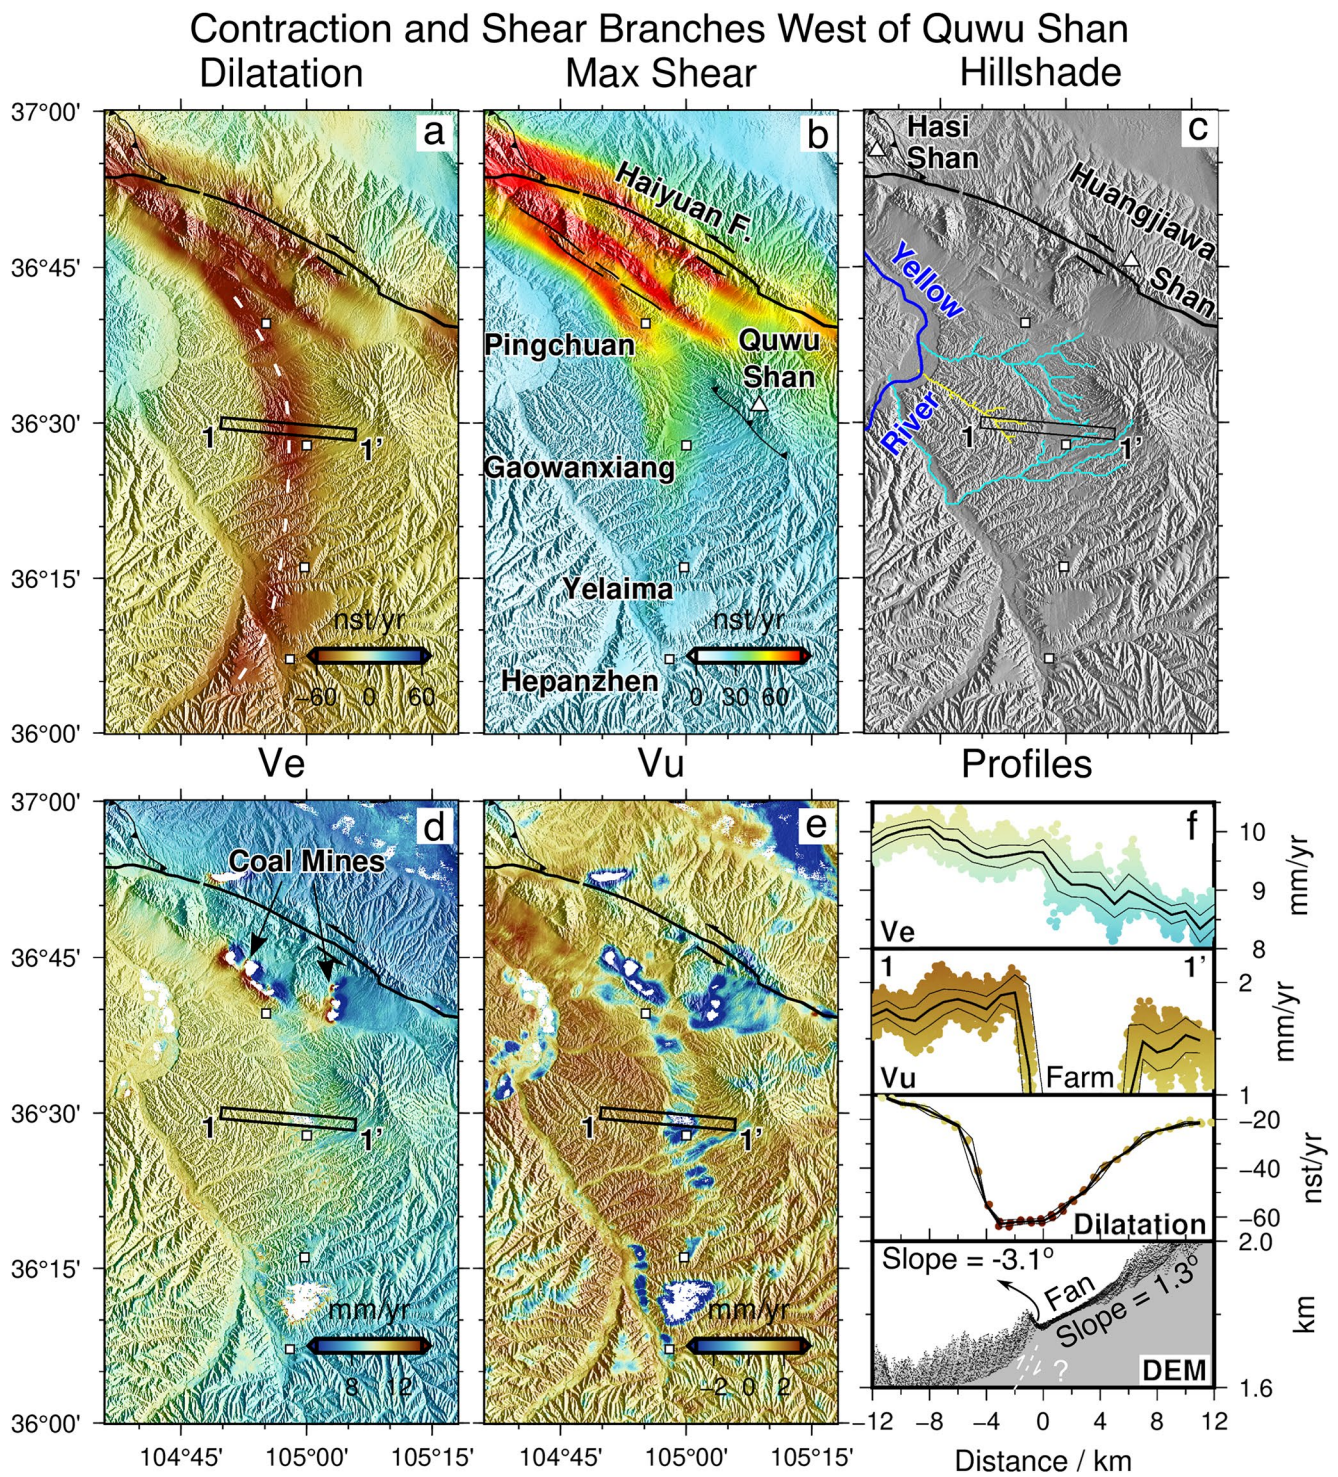 Contraction and Shear Branches West of Quwu Shan
Dilatation
Max Shear
Hillshade
37°00'
36°45'
36°30'
36°15'
36°00'
a
1
1'
nst/yr
−60 0 60
b
Haiyuan F.
Pingchuan
Quwu
Shan
Gaowanxiang
Yelaima
Hepanzhen
nst/yr
0 30 60
c
Hasi
Shan
Huangjiawa
Shan
Yellow
River
1
1'
Ve
Vu
Profiles
37°00'
36°45'
36°30'
36°15'
36°00'
d
Coal Mines
1
1'
mm/yr
8 12
104°45' 105°00' 105°15'
e
1
1'
mm/yr
−2 0 2
104°45' 105°00' 105°15'
f
Ve
10
9
8
mm/yr
1
1'
Vu
Farm
2
1
mm/yr
Dilatation
−20
−40
−60
nst/yr
Slope = -3.1°
Fan
Slope = 1.3°
?
DEM
2.0
1.6
km
−12 −8 −4 0 4 8 12
Distance / km